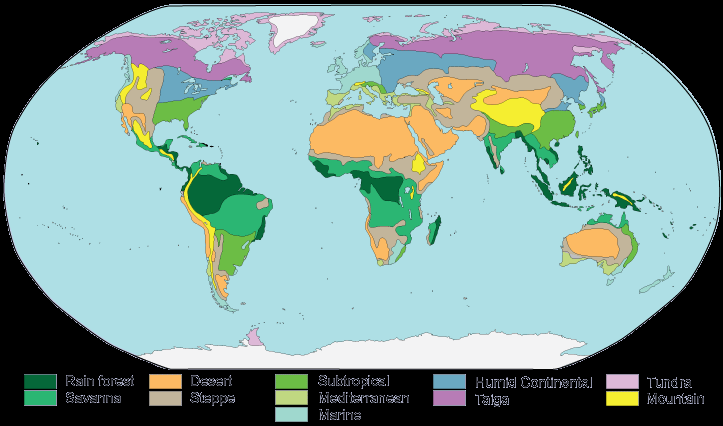 Rain forest Desert Subtropical Humid Continental Tundra
Savanna Steppe Mediterranean Taiga Mountain
Marine